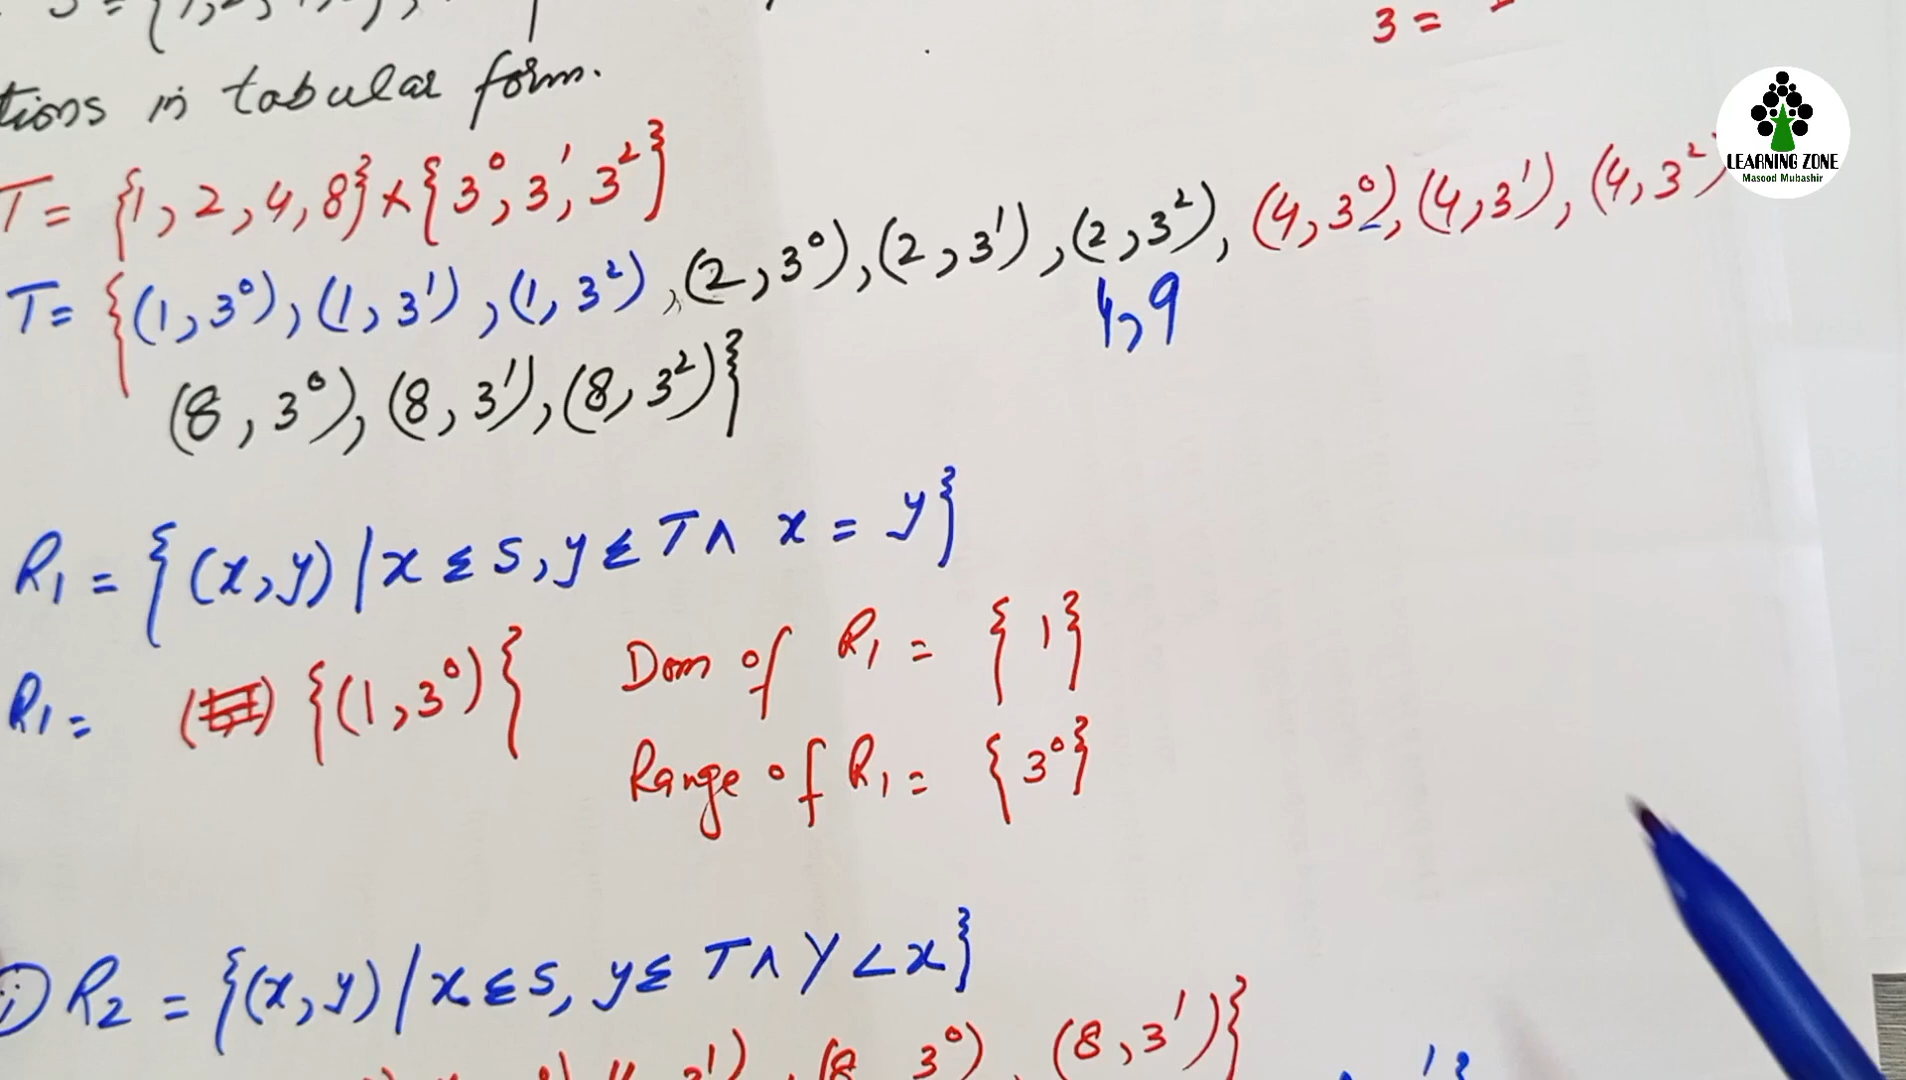 3 =
tions in tabular form.
LEARNING ZONE
Masood Mubashir
T = {1, 2, 4, 8} × {3⁰, 3¹, 3²}
T = {(1, 3⁰), (1, 3¹), (1, 3²), (2, 3⁰), (2, 3¹), (2, 3²), (4, 3⁰), (4, 3¹), (4, 3²)
4, 9
(8, 3⁰), (8, 3¹), (8, 3²)}
R₁ = {(x, y) / x ∈ S, y ∈ T ∧ x = y}
R₁ = {(1, 3⁰)} Dom of R₁ = {1}
Range of R₁ = {3⁰}
R₂ = {(x, y) / x ∈ S, y ∈ T ∧ y < x}
(8 3⁰), (8, 3¹)}